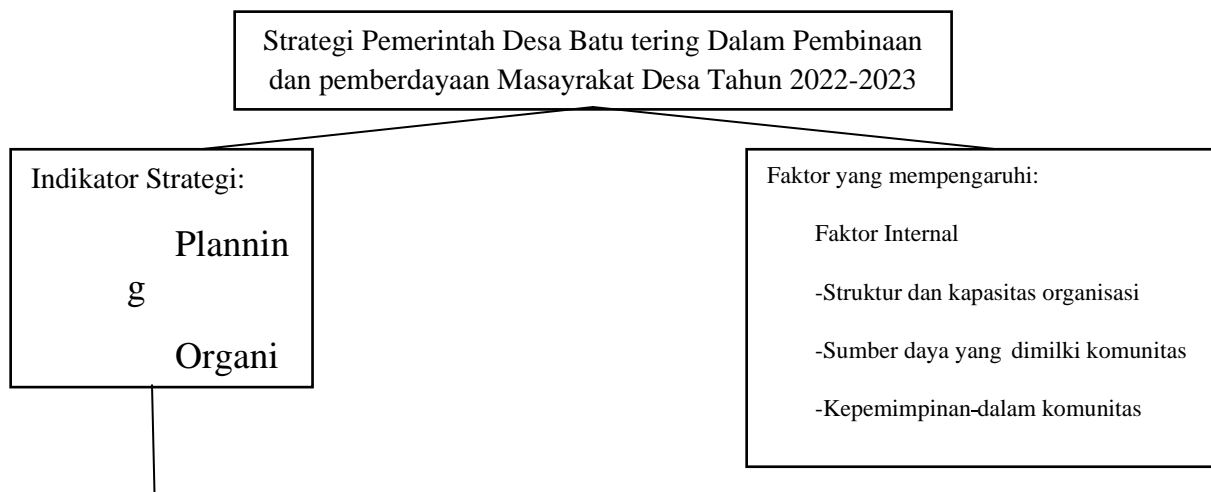 Strategi Pemerintah Desa Batu tering Dalam Pembinaan
dan pemberdayaan Masayrakat Desa Tahun 2022-2023
Indikator Strategi:
Plannin
g
Organi
Faktor yang mempengaruhi:
Faktor Internal
-Struktur dan kapasitas organisasi
-Sumber daya yang dimilki komunitas
-Kepemimpinan-dalam komunitas